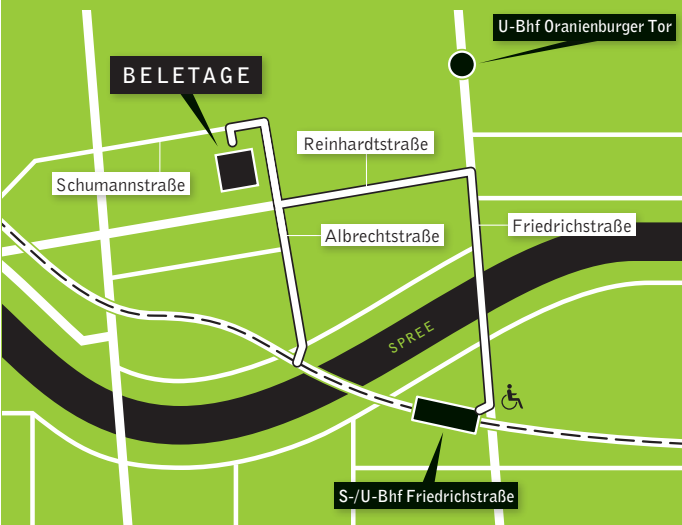 U-Bhf Oranienburger Tor
BELETAGE
Reinhardtstraße
Schumannstraße
Friedrichstraße
Albrechtstraße
SPREE
S-/U-Bhf Friedrichstraße